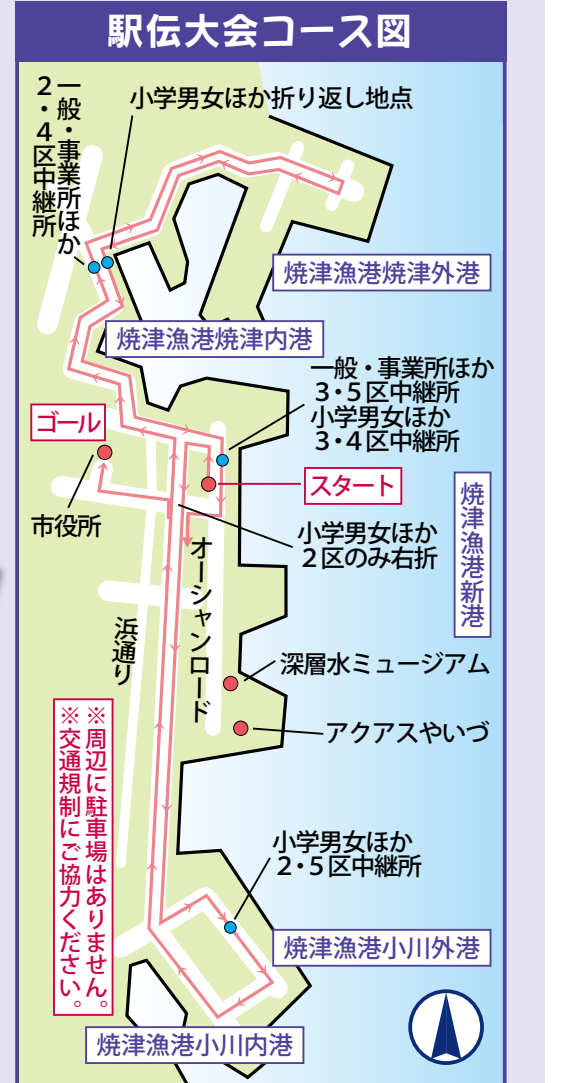 駅伝大会コース図
一般・事業所ほか
2・4区中継所
小学男女ほか折り返し地点
焼津漁港焼津外港
焼津漁港焼津内港
一般・事業所ほか
3・5区中継所
小学男女ほか
3・4区中継所
ゴール
スタート
市役所
焼津漁港新港
小学男女ほか
2区のみ右折
オーシャンロード
浜通り
深層水ミュージアム
アクアスやいづ
※周辺に駐車場はありません。
※交通規制にご協力ください。
小学男女ほか
2・5区中継所
焼津漁港小川外港
焼津漁港小川内港